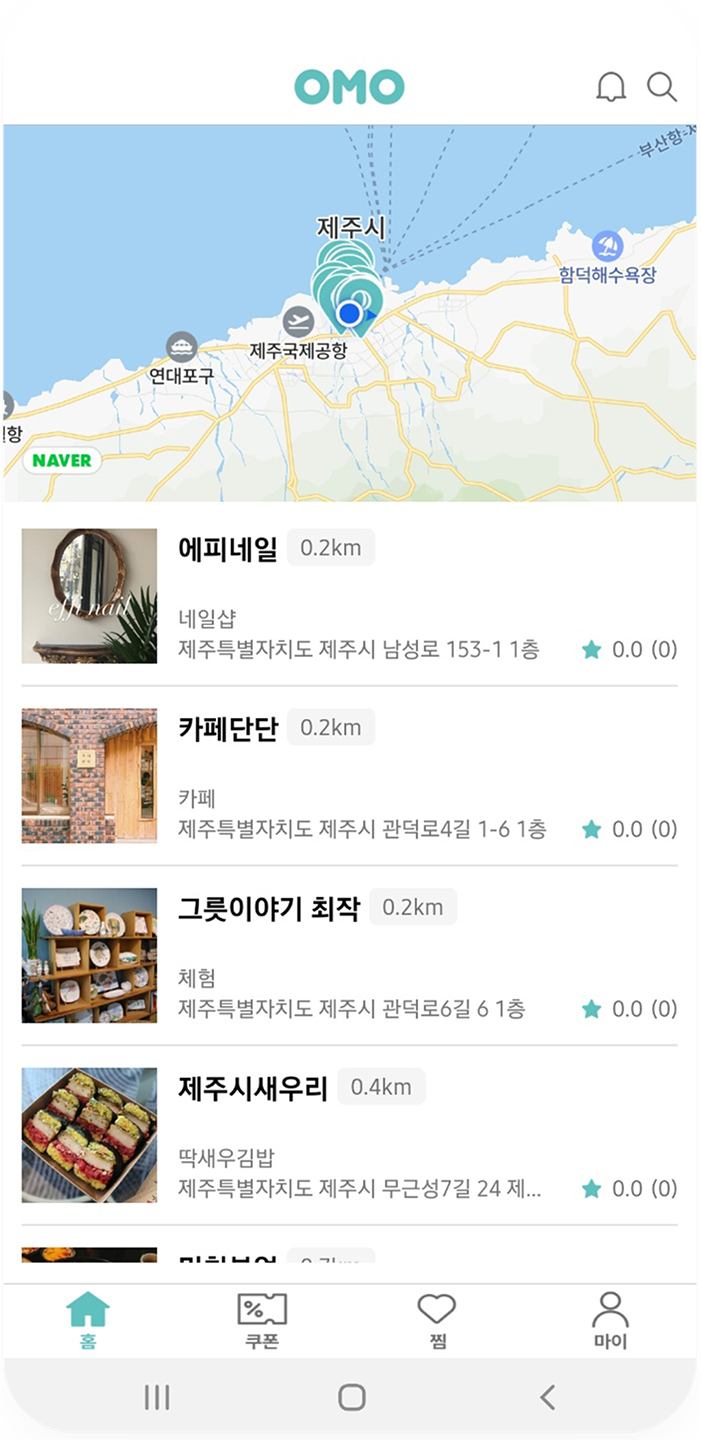 OMO
부산항-제
제주시
함덕해수욕장
제주국제공항
연대포구
항
NAVER
effi nail
에피네일 0.2km
네일샵
제주특별자치도 제주시 남성로 153-1 1층 0.0 (0)
카페단단 0.2km
카페
제주특별자치도 제주시 관덕로4길 1-6 1층 0.0 (0)
그릇이야기 최작 0.2km
체험
제주특별자치도 제주시 관덕로6길 6 1층 0.0 (0)
제주시새우리 0.4km
딱새우김밥
제주특별자치도 제주시 무근성7길 24 제... 0.0 (0)
홈 쿠폰 찜 마이